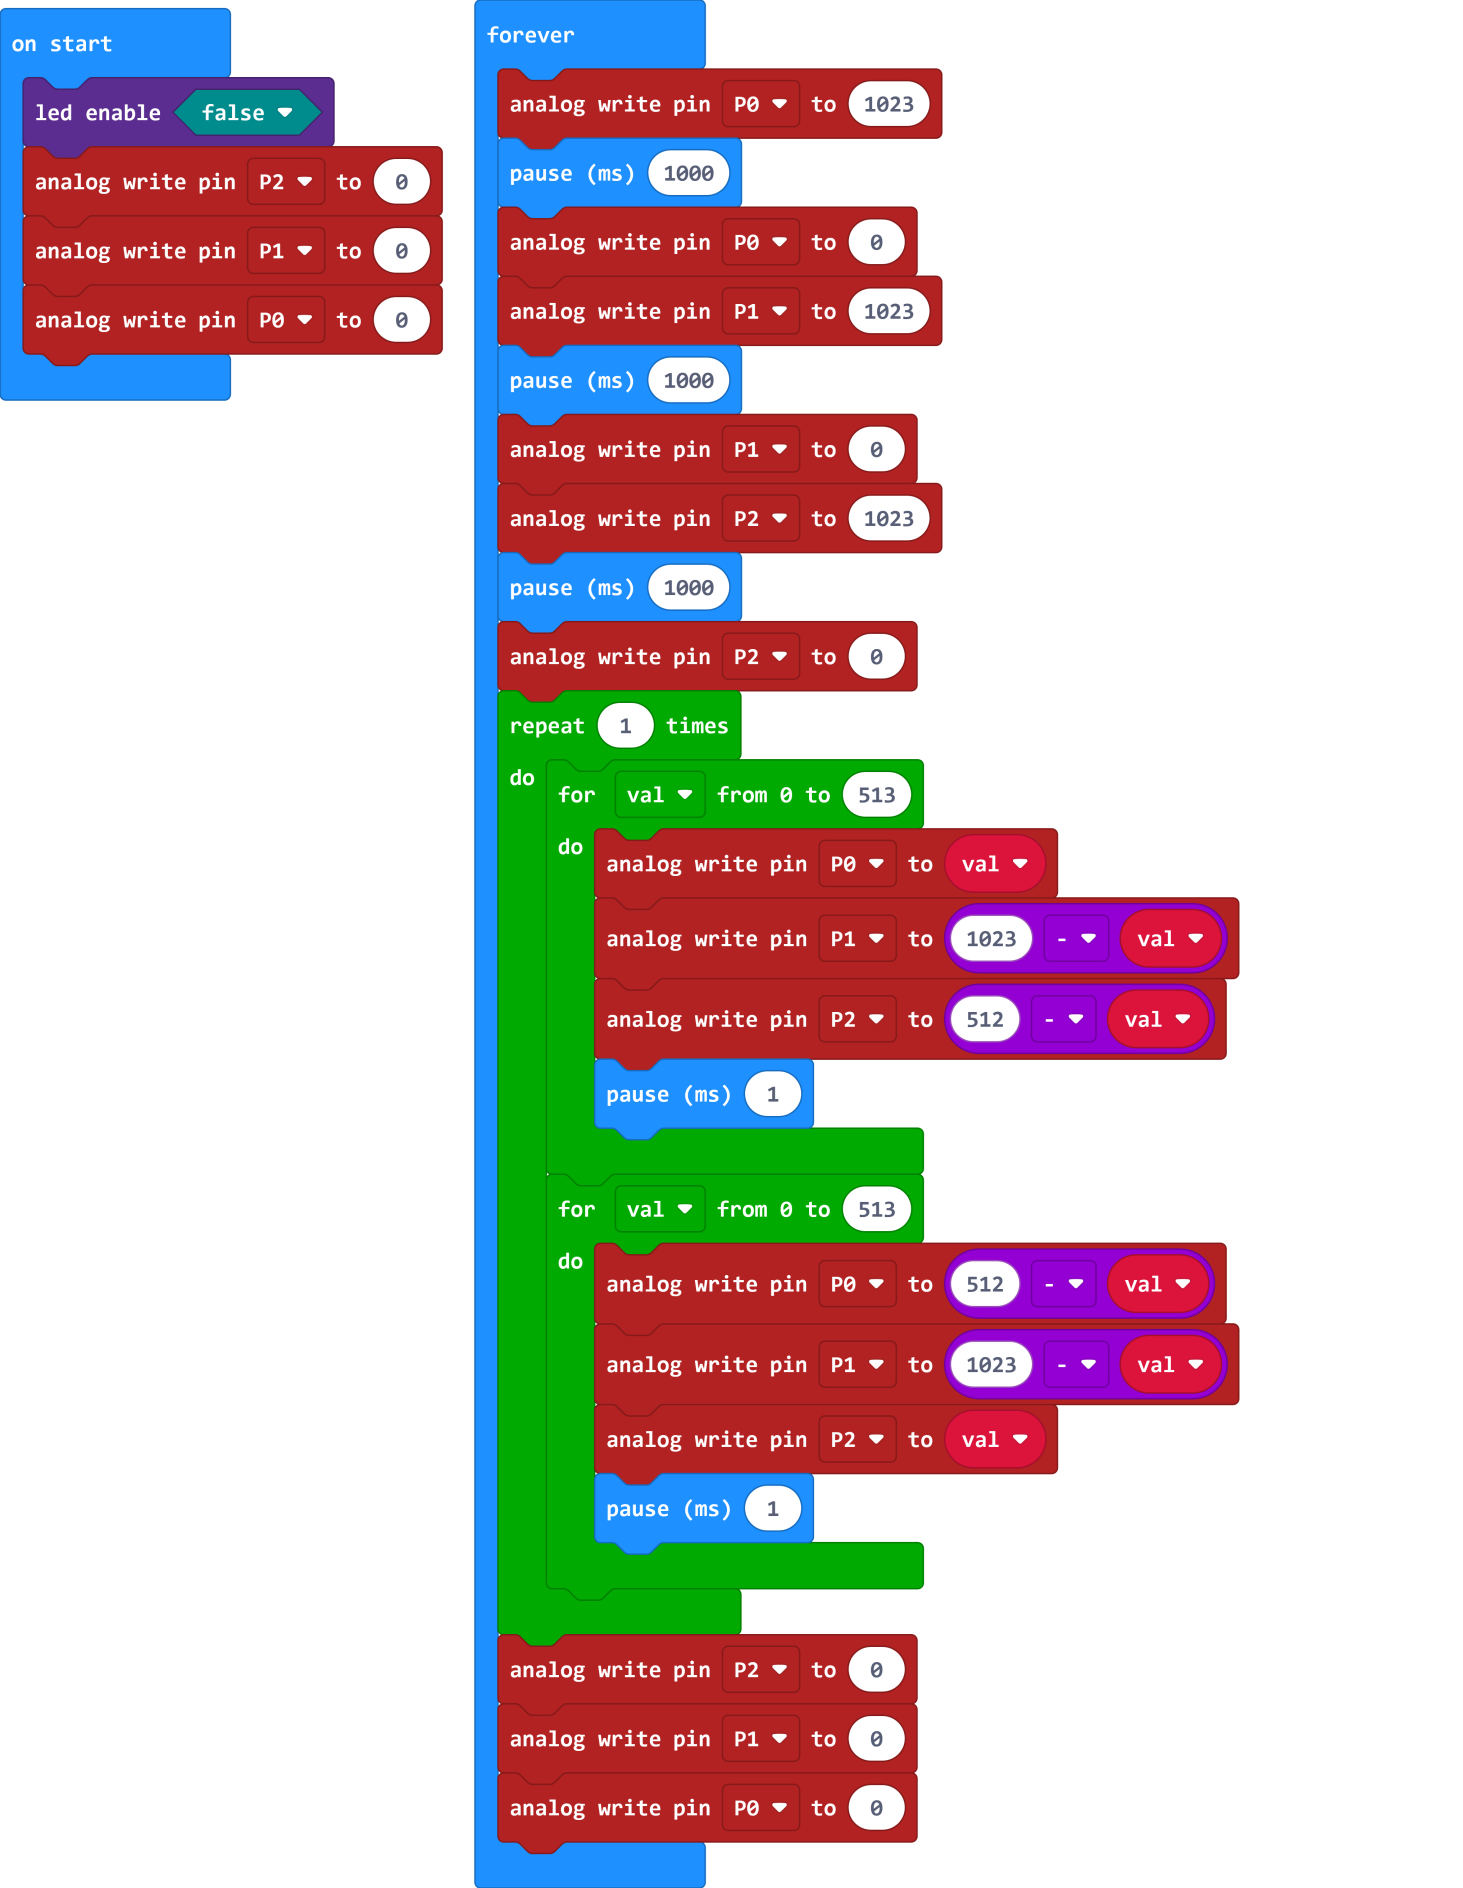 on start
led enable false
analog write pin P2 to 0
analog write pin P1 to 0
analog write pin P0 to 0
forever
analog write pin P0 to 1023
pause (ms) 1000
analog write pin P0 to 0
analog write pin P1 to 1023
pause (ms) 1000
analog write pin P1 to 0
analog write pin P2 to 1023
pause (ms) 1000
analog write pin P2 to 0
repeat 1 times
do
for val from 0 to 513
do
analog write pin P0 to val
analog write pin P1 to 1023 - val
analog write pin P2 to 512 - val
pause (ms) 1
for val from 0 to 513
do
analog write pin P0 to 512 - val
analog write pin P1 to 1023 - val
analog write pin P2 to val
pause (ms) 1
analog write pin P2 to 0
analog write pin P1 to 0
analog write pin P0 to 0